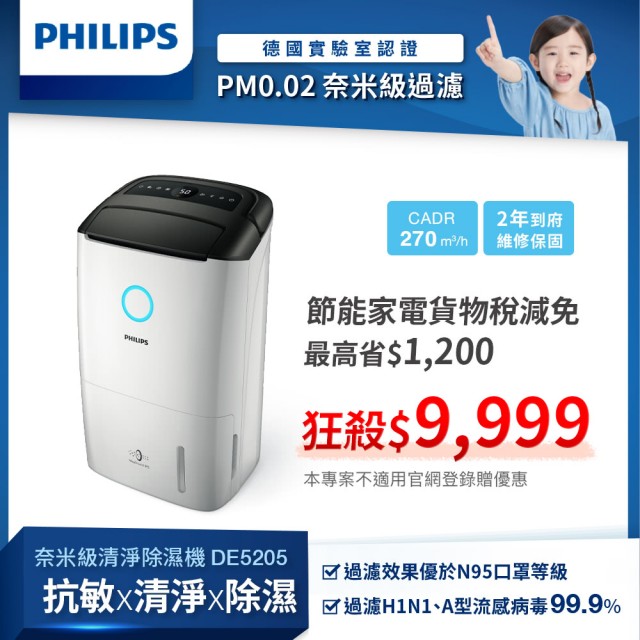 PHILIPS
德國實驗室認證
PM0.02 奈米級過濾
CADR
270 m³/h
2年到府
維修保固
50
PHILIPS
節能家電貨物稅減免
最高省$1,200
狂殺$9,999
本專案不適用官網登錄贈優惠
奈米級清淨除濕機 DE5205
抗敏X清淨X除濕
過濾效果優於N95口罩等級
過濾H1N1、A型流感病毒99.9%